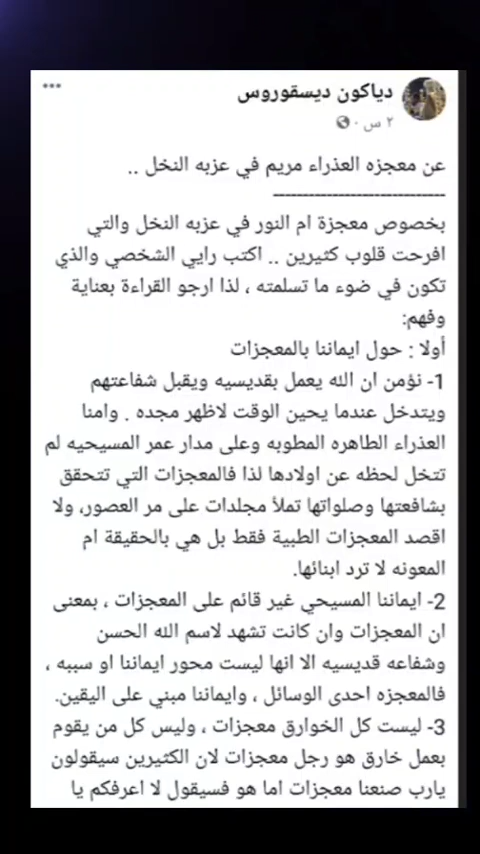 دياكون ديسقوروس
٢ س ·
عن معجزه العذراء مريم في عزبه النخل ..
------------------------------
بخصوص معجزة ام النور في عزبه النخل والتي
افرحت قلوب كثيرين .. اكتب رايي الشخصي والذي
تكون في ضوء ما تسلمته ، لذا ارجو القراءة بعناية
وفهم:
أولا : حول ايماننا بالمعجزات
1- نؤمن ان الله يعمل بقديسيه ويقبل شفاعتهم
ويتدخل عندما يحين الوقت لاظهر مجده . وامنا
العذراء الطاهره المطوبه وعلى مدار عمر المسيحيه لم
تتخل لحظه عن اولادها لذا فالمعجزات التي تتحقق
بشافعتها وصلواتها تملأ مجلدات على مر العصور، ولا
اقصد المعجزات الطبية فقط بل هي بالحقيقة ام
المعونه لا ترد ابنائها.
2- ايماننا المسيحي غير قائم على المعجزات ، بمعنى
ان المعجزات وان كانت تشهد لاسم الله الحسن
وشفاعه قديسيه الا انها ليست محور ايماننا او سببه ،
فالمعجزه احدى الوسائل ، وايماننا مبني على اليقين.
3- ليست كل الخوارق معجزات ، وليس كل من يقوم
بعمل خارق هو رجل معجزات لان الكثيرين سيقولون
يارب صنعنا معجزات اما هو فسيقول لا اعرفكم يا